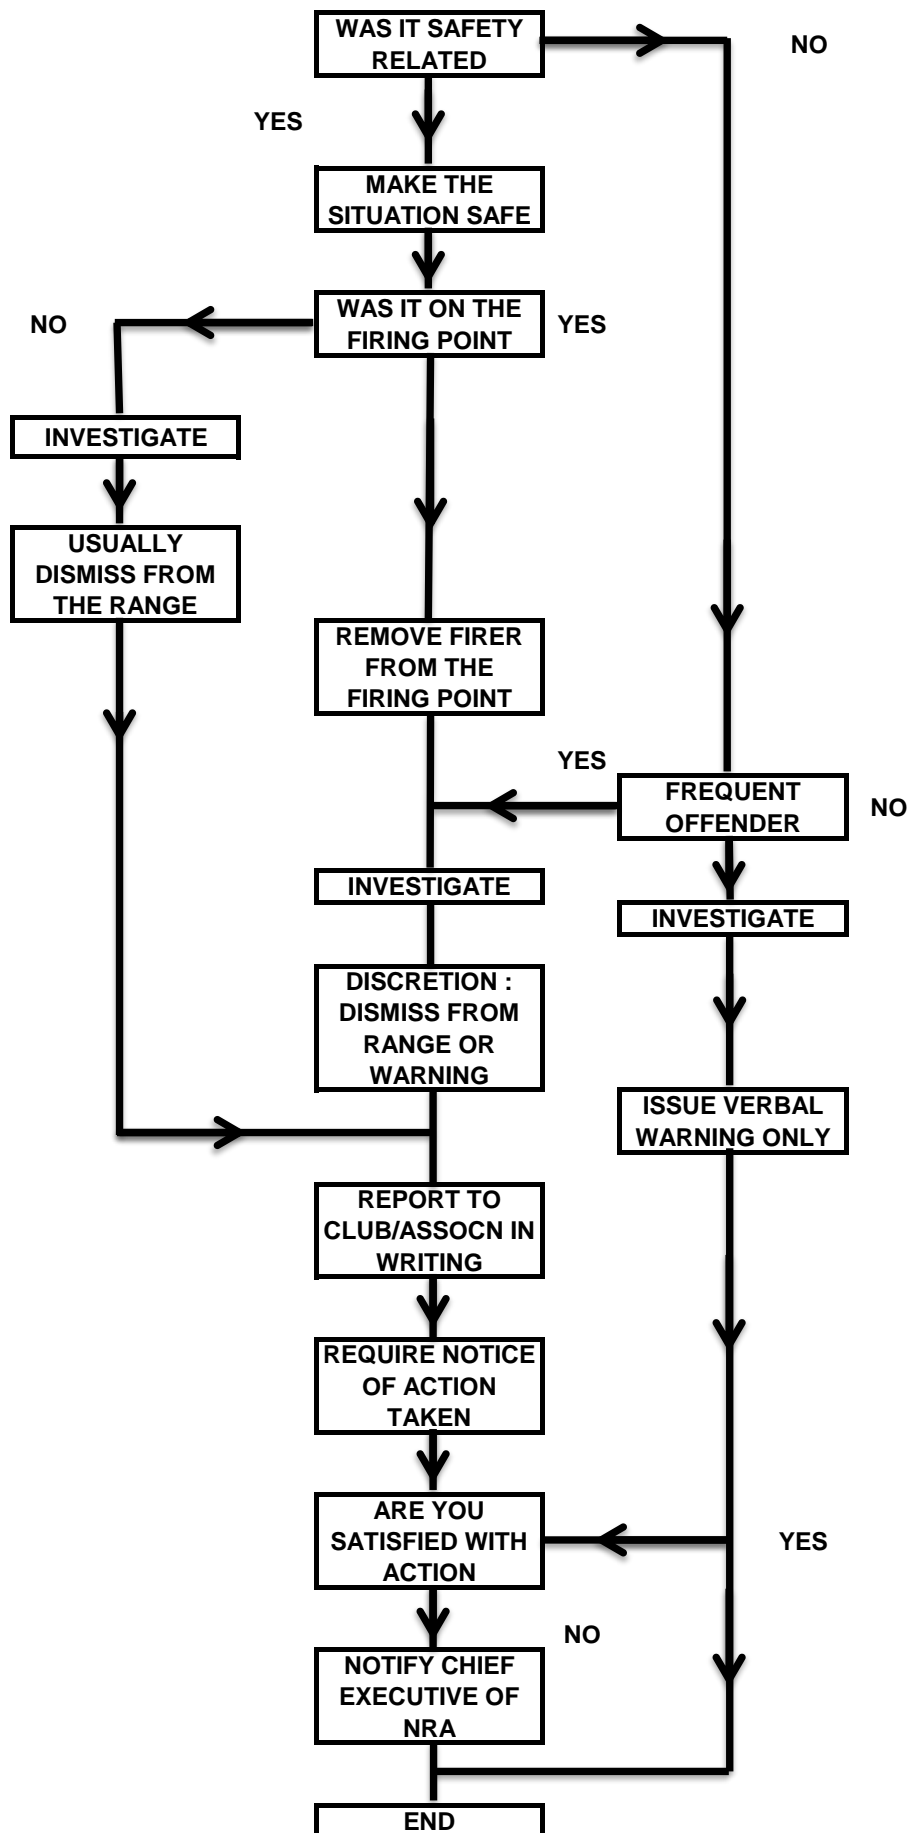 WAS IT SAFETY
RELATED
NO
YES
MAKE THE
SITUATION SAFE
WAS IT ON THE
FIRING POINT
NO
YES
INVESTIGATE
USUALLY
DISMISS FROM
THE RANGE
REMOVE FIRER
FROM THE
FIRING POINT
YES
FREQUENT
OFFENDER
NO
INVESTIGATE
INVESTIGATE
DISCRETION :
DISMISS FROM
RANGE OR
WARNING
ISSUE VERBAL
WARNING ONLY
REPORT TO
CLUB/ASSOCN IN
WRITING
REQUIRE NOTICE
OF ACTION
TAKEN
ARE YOU
SATISFIED WITH
ACTION
YES
NO
NOTIFY CHIEF
EXECUTIVE OF
NRA
END